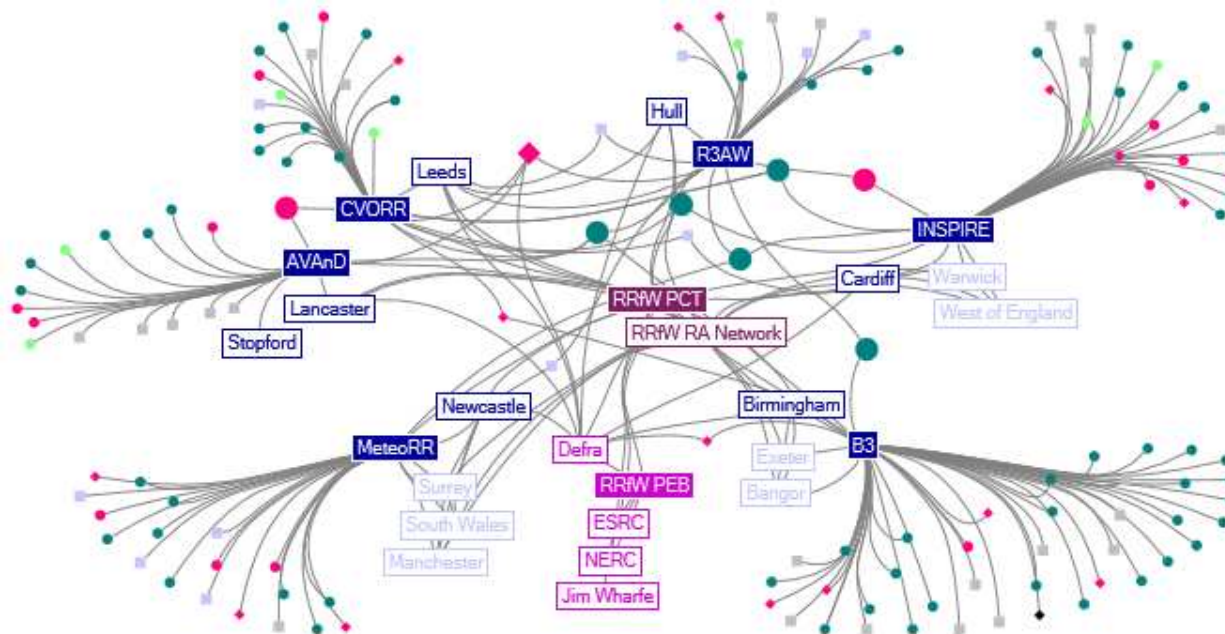 Hull
R3AW
Leeds
CVORR
INSPIRE
AVAnD
Cardiff
Warwick
RRfW PCT
Lancaster
West of England
RRfW RA Network
Stopford
Newcastle
Birmingham
MeteoRR
Defra
B3
Exeter
Surrey
RRfW PEB
Bangor
South Wales
ESRC
Manchester
NERC
Jim Wharfe